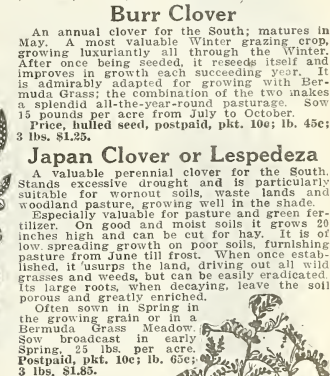 Burr Clover
An annual clover for the South; matures in
May. A most valuable Winter grazing crop,
growing luxuriantly all through the Winter.
After once being seeded, it reseeds itself and
improves in growth each succeeding year. It
is admirably adapted for growing with Ber-
muda Grass; the combination of the two makes
a splendid all-the-year-round pasturage. Sow
15 pounds per acre from July to October.
Price, hulled seed, postpaid, pkt. 10c; lb. 45c;
3 lbs. $1.25.
Japan Clover or Lespedeza
A valuable perennial clover for the South.
Stands excessive drought and is particularly
suitable for wornout soils, waste lands and
woodland pasture, growing well in the shade.
Especially valuable for pasture and green fer-
tilizer. On good and moist soils it grows 20
inches high and can be cut for hay. It is of
low spreading growth on poor soils, furnishing
pasture from June till frost. When once estab-
lished, it usurps the land, driving out all wild
grasses and weeds, but can be easily eradicated.
Its large roots, when decaying, leave the soil
porous and greatly enriched.
Often sown in Spring in
the growing grain or in a
Bermuda Grass Meadow.
Sow broadcast in early
Spring, 25 lbs. per acre.
Postpaid, pkt. 10c; lb. 65c;
3 lbs. $1.85.